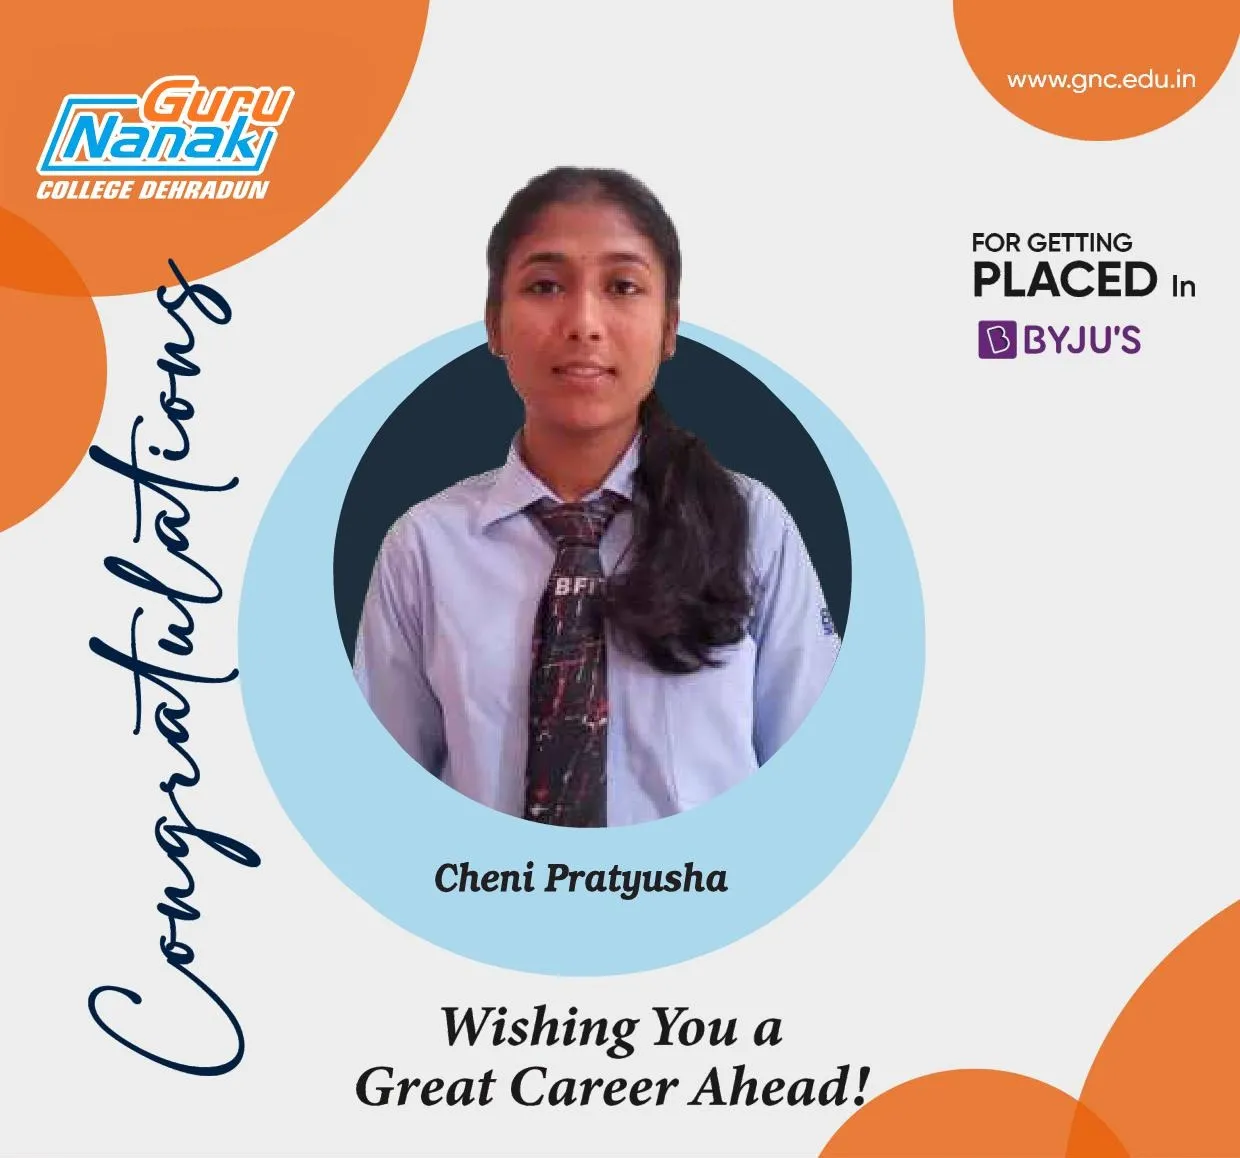 Guru
Nanak
COLLEGE DEHRADUN
www.gnc.edu.in
Congratulations
FOR GETTING
PLACED In
BYJU'S
Cheni Pratyusha
Wishing You a
Great Career Ahead!